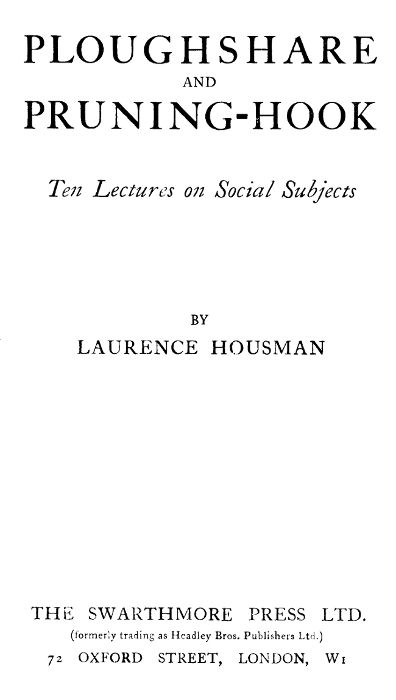 PLOUGHSHARE
AND
PRUNING-HOOK
Ten Lectures on Social Subjects
BY
LAURENCE HOUSMAN
THE SWARTHMORE PRESS LTD.
(formerly trading as Headley Bros. Publishers Ltd.)
72 OXFORD STREET, LONDON, W1